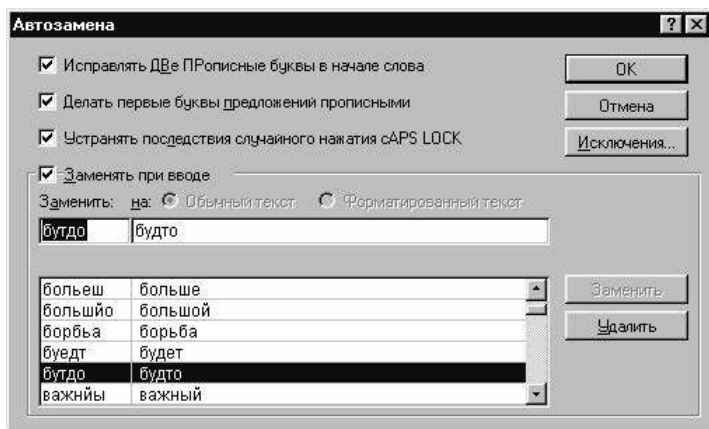 Автозамена
Исправлять ДВе ПРописные буквы в начале слова
OK
Делать первые буквы предложений прописными
Отмена
Устранять последствия случайного нажатия cAPS LOCK
Исключения...
Заменять при вводе
Заменить: на: Обычный текст Форматированный текст
бутдо будто
больеш больше
Заменить
большйо большой
борбьа борьба
Удалить
буедт будет
бутдо будто
важнйы важный